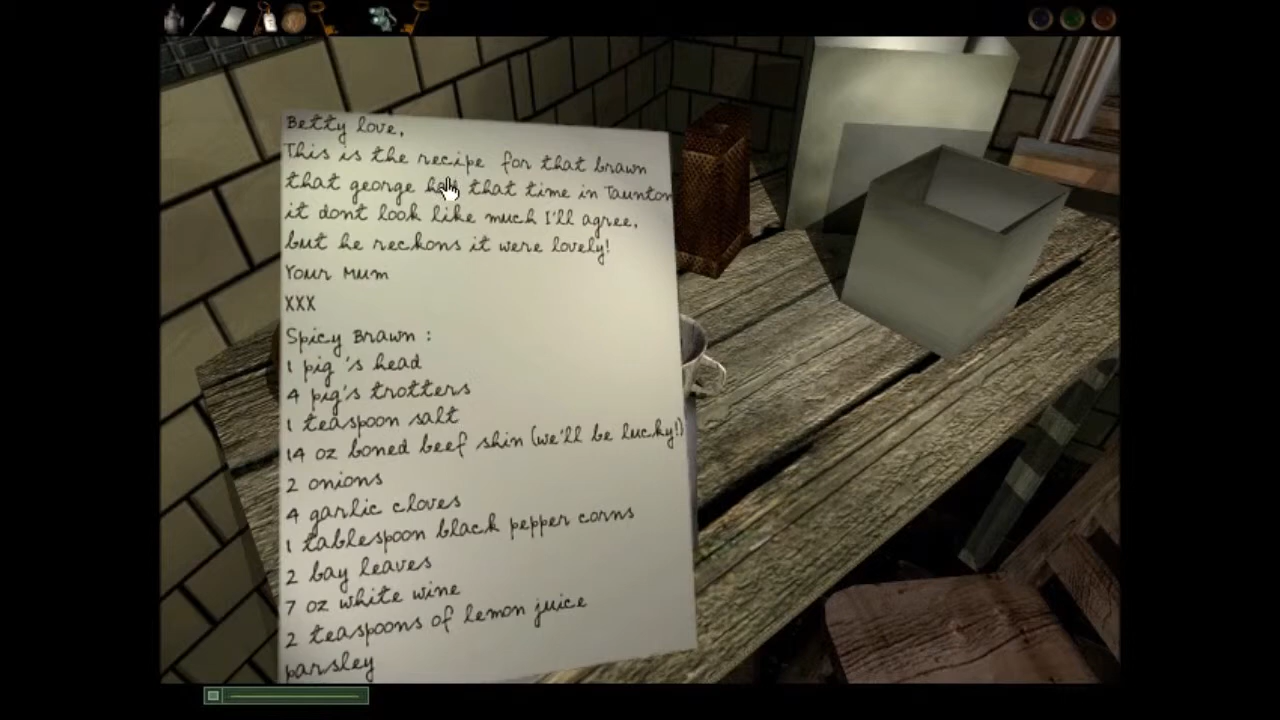 Betty love,
This is the recipe for that brawn
that george that time in Taunton
it dont look like much I'll agree,
but he reckons it were lovely!
Your Mum
XXX
Spicy Brawn :
1 pig 's head
4 pig's trotters
1 teaspoon salt
14 oz boned beef shin (we'll be lucky!)
2 onions
4 garlic cloves
1 tablespoon black pepper corns
2 bay leaves
7 oz white wine
2 teaspoons of lemon juice
parsley